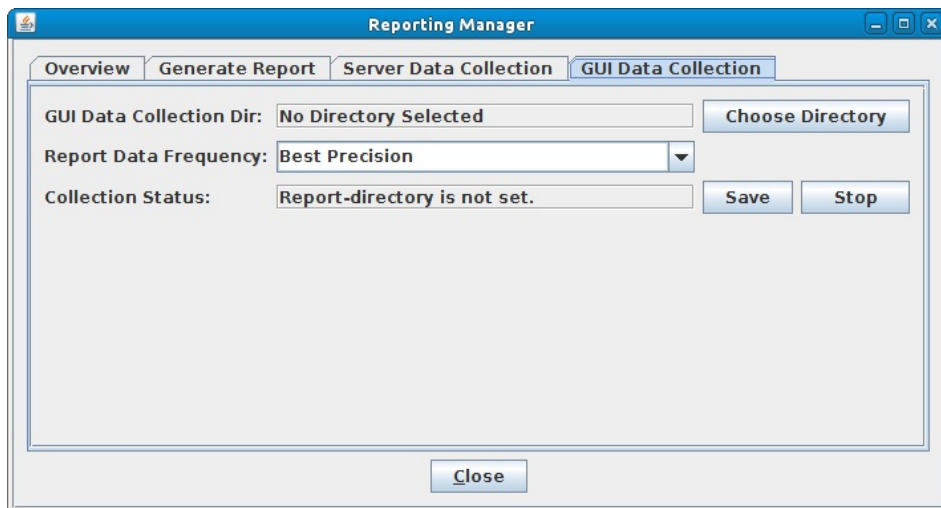 Reporting Manager
Overview Generate Report Server Data Collection GUI Data Collection
GUI Data Collection Dir: No Directory Selected Choose Directory
Report Data Frequency: Best Precision
Collection Status: Report-directory is not set. Save Stop
Close